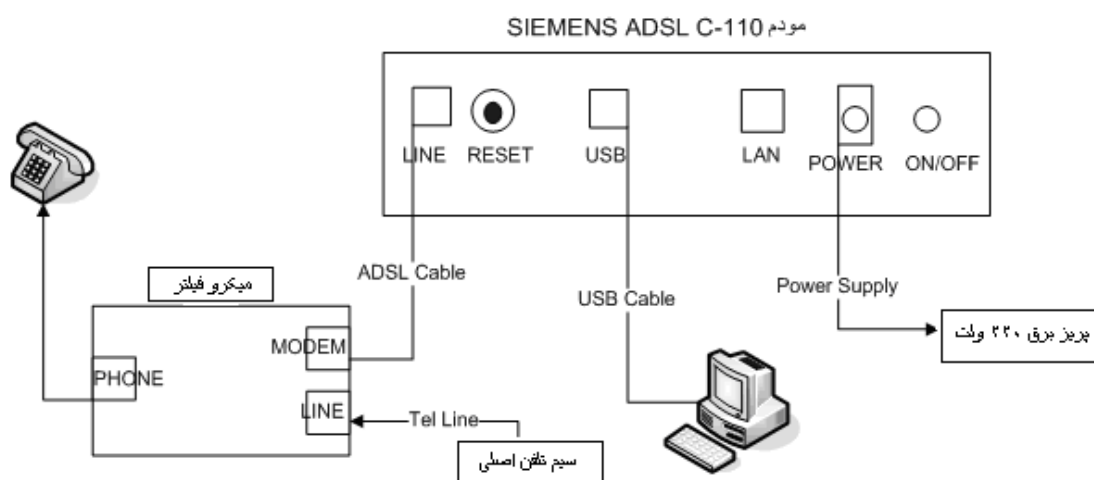 SIEMENS ADSL C-110 مودم
LINE
RESET
USB
LAN
POWER
ON/OFF
ADSL Cable
USB Cable
Power Supply
میکرو فیلتر
پریز برق ۲۲۰ ولت
MODEM
PHONE
LINE
Tel Line
سیم تلفن اصلی